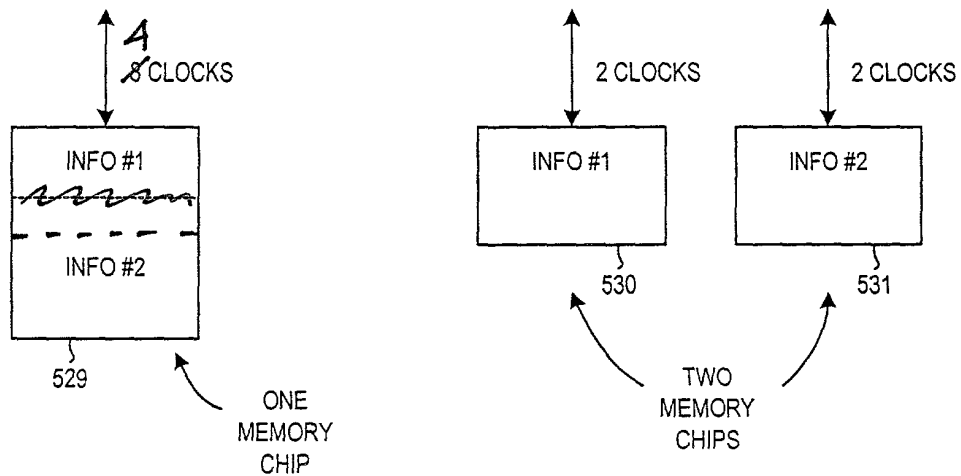 4
8 CLOCKS
INFO #1
INFO #2
529
ONE
MEMORY
CHIP
2 CLOCKS
INFO #1
530
2 CLOCKS
INFO #2
531
TWO
MEMORY
CHIPS